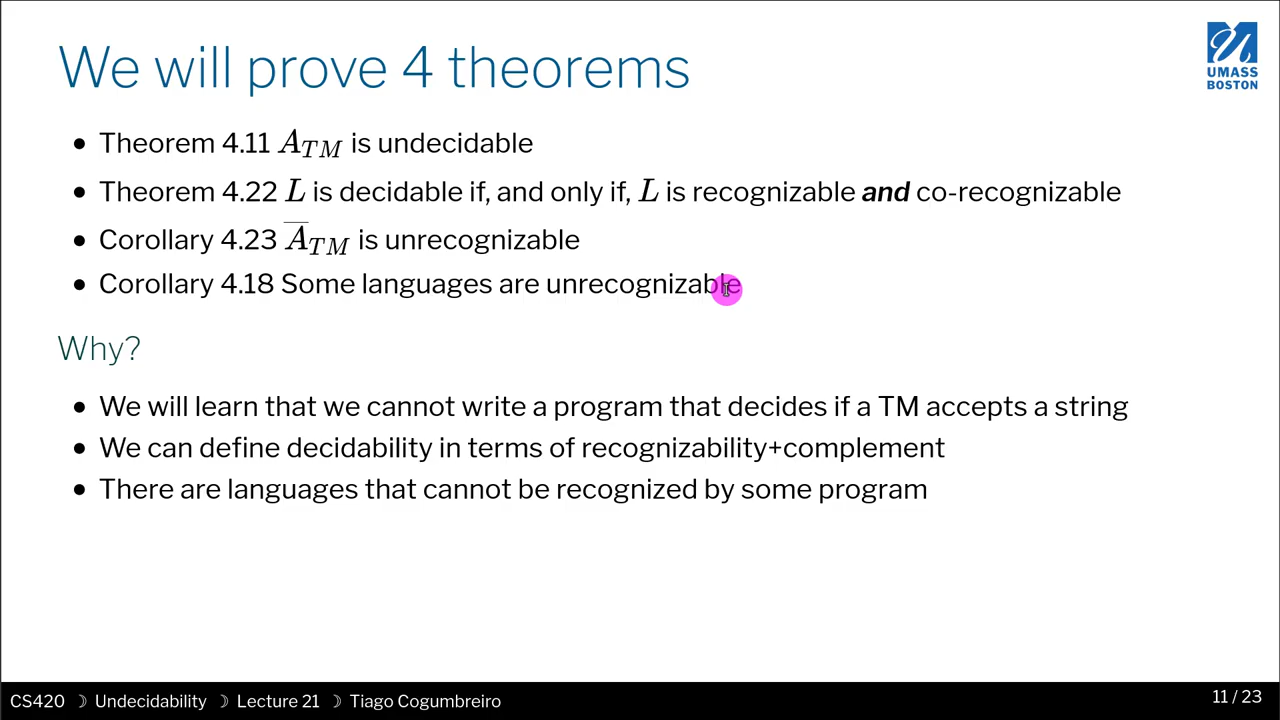 We will prove 4 theorems
UMASS
BOSTON
• Theorem 4.11 A_{TM} is undecidable
• Theorem 4.22 L is decidable if, and only if, L is recognizable and co-recognizable
• Corollary 4.23 \overline{A}_{TM} is unrecognizable
• Corollary 4.18 Some languages are unrecognizable
Why?
• We will learn that we cannot write a program that decides if a TM accepts a string
• We can define decidability in terms of recognizability+complement
• There are languages that cannot be recognized by some program
CS420 ☽ Undecidability ☽ Lecture 21 ☽ Tiago Cogumbreiro
11 / 23